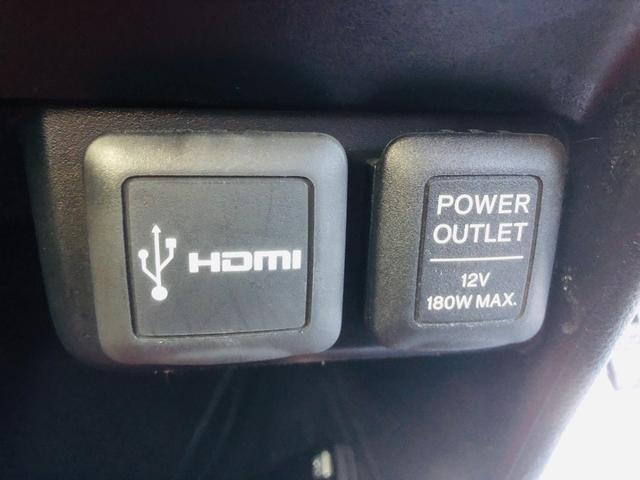 HDMI
POWER
OUTLET
12V
180W MAX.